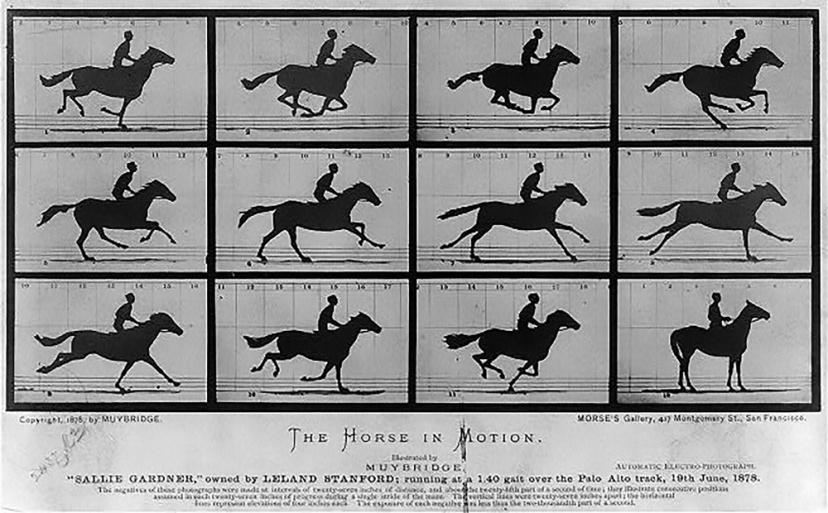 Copyright, 1878, by MUYBRIDGE.
MORSE'S Gallery, 417 Montgomery St., San Francisco.
THE HORSE IN MOTION.
Illustrated by
MUYBRIDGE.
AUTOMATIC ELECTRO-PHOTOGRAPH.
"SALLIE GARDNER," owned by LELAND STANFORD; running at a 1.40 gait over the Palo Alto track, 19th June, 1878.
The negatives of these photographs were made at intervals of twenty-seven inches of distance, and about the twenty-fifth part of a second of time; they illustrate consecutive positions
assumed in each twenty-seven inches of progress during a single stride of the mare. The vertical lines were twenty-seven inches apart; the horizontal
lines represent elevations of four inches each. The exposure of each negative was less than the two-thousandth part of a second.